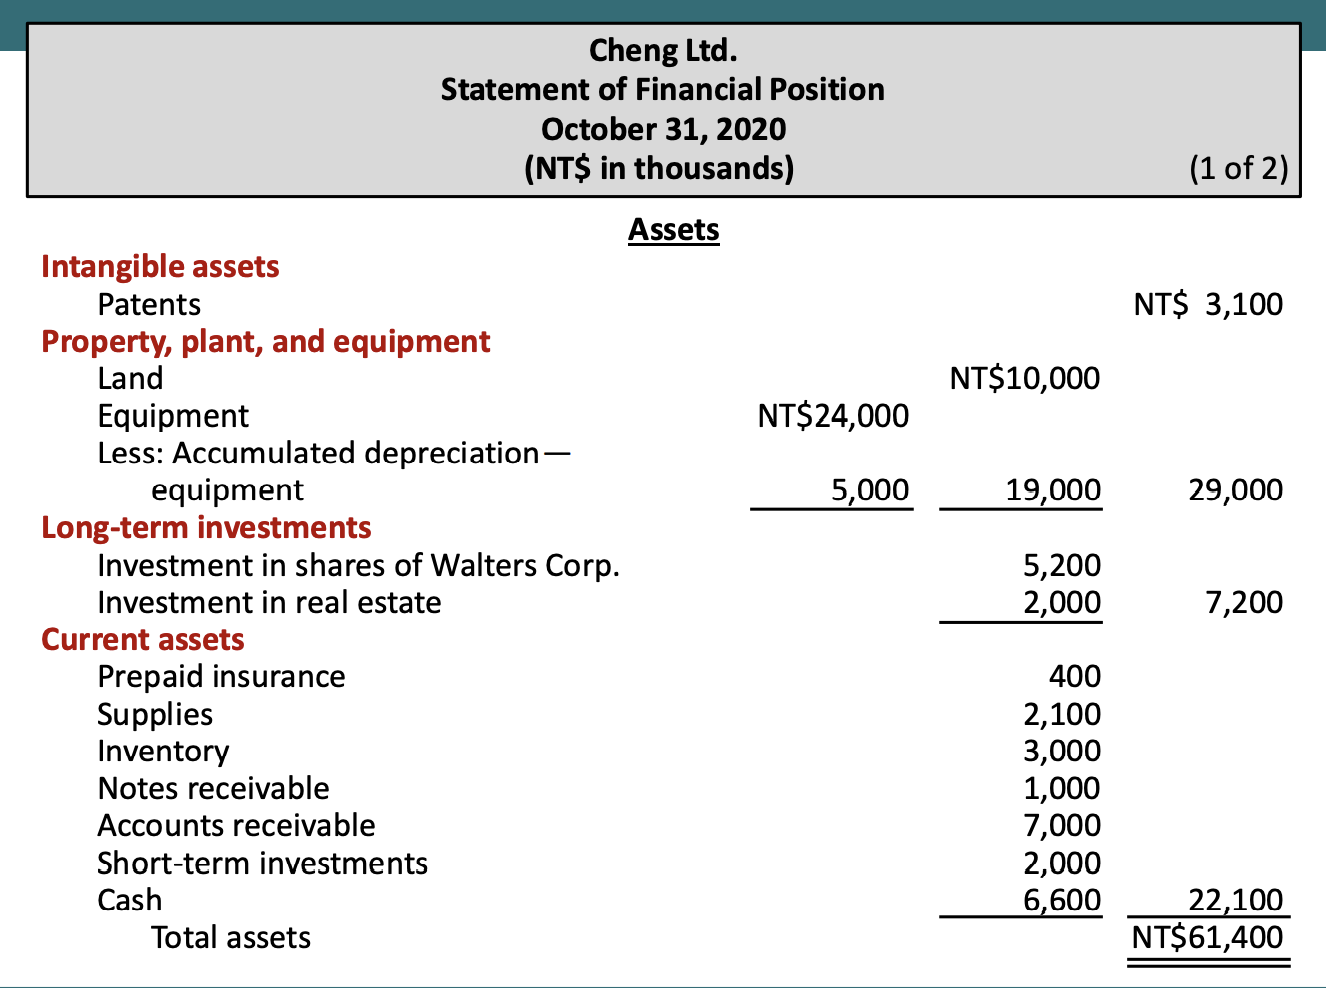 Cheng Ltd.
Statement of Financial Position
October 31, 2020
(NT$ in thousands) (1 of 2)
Assets
Intangible assets
Patents NT$ 3,100
Property, plant, and equipment
Land NT$10,000
Equipment NT$24,000
Less: Accumulated depreciation—
equipment 5,000 19,000 29,000
Long-term investments
Investment in shares of Walters Corp. 5,200
Investment in real estate 2,000 7,200
Current assets
Prepaid insurance 400
Supplies 2,100
Inventory 3,000
Notes receivable 1,000
Accounts receivable 7,000
Short-term investments 2,000
Cash 6,600 22,100
Total assets NT$61,400